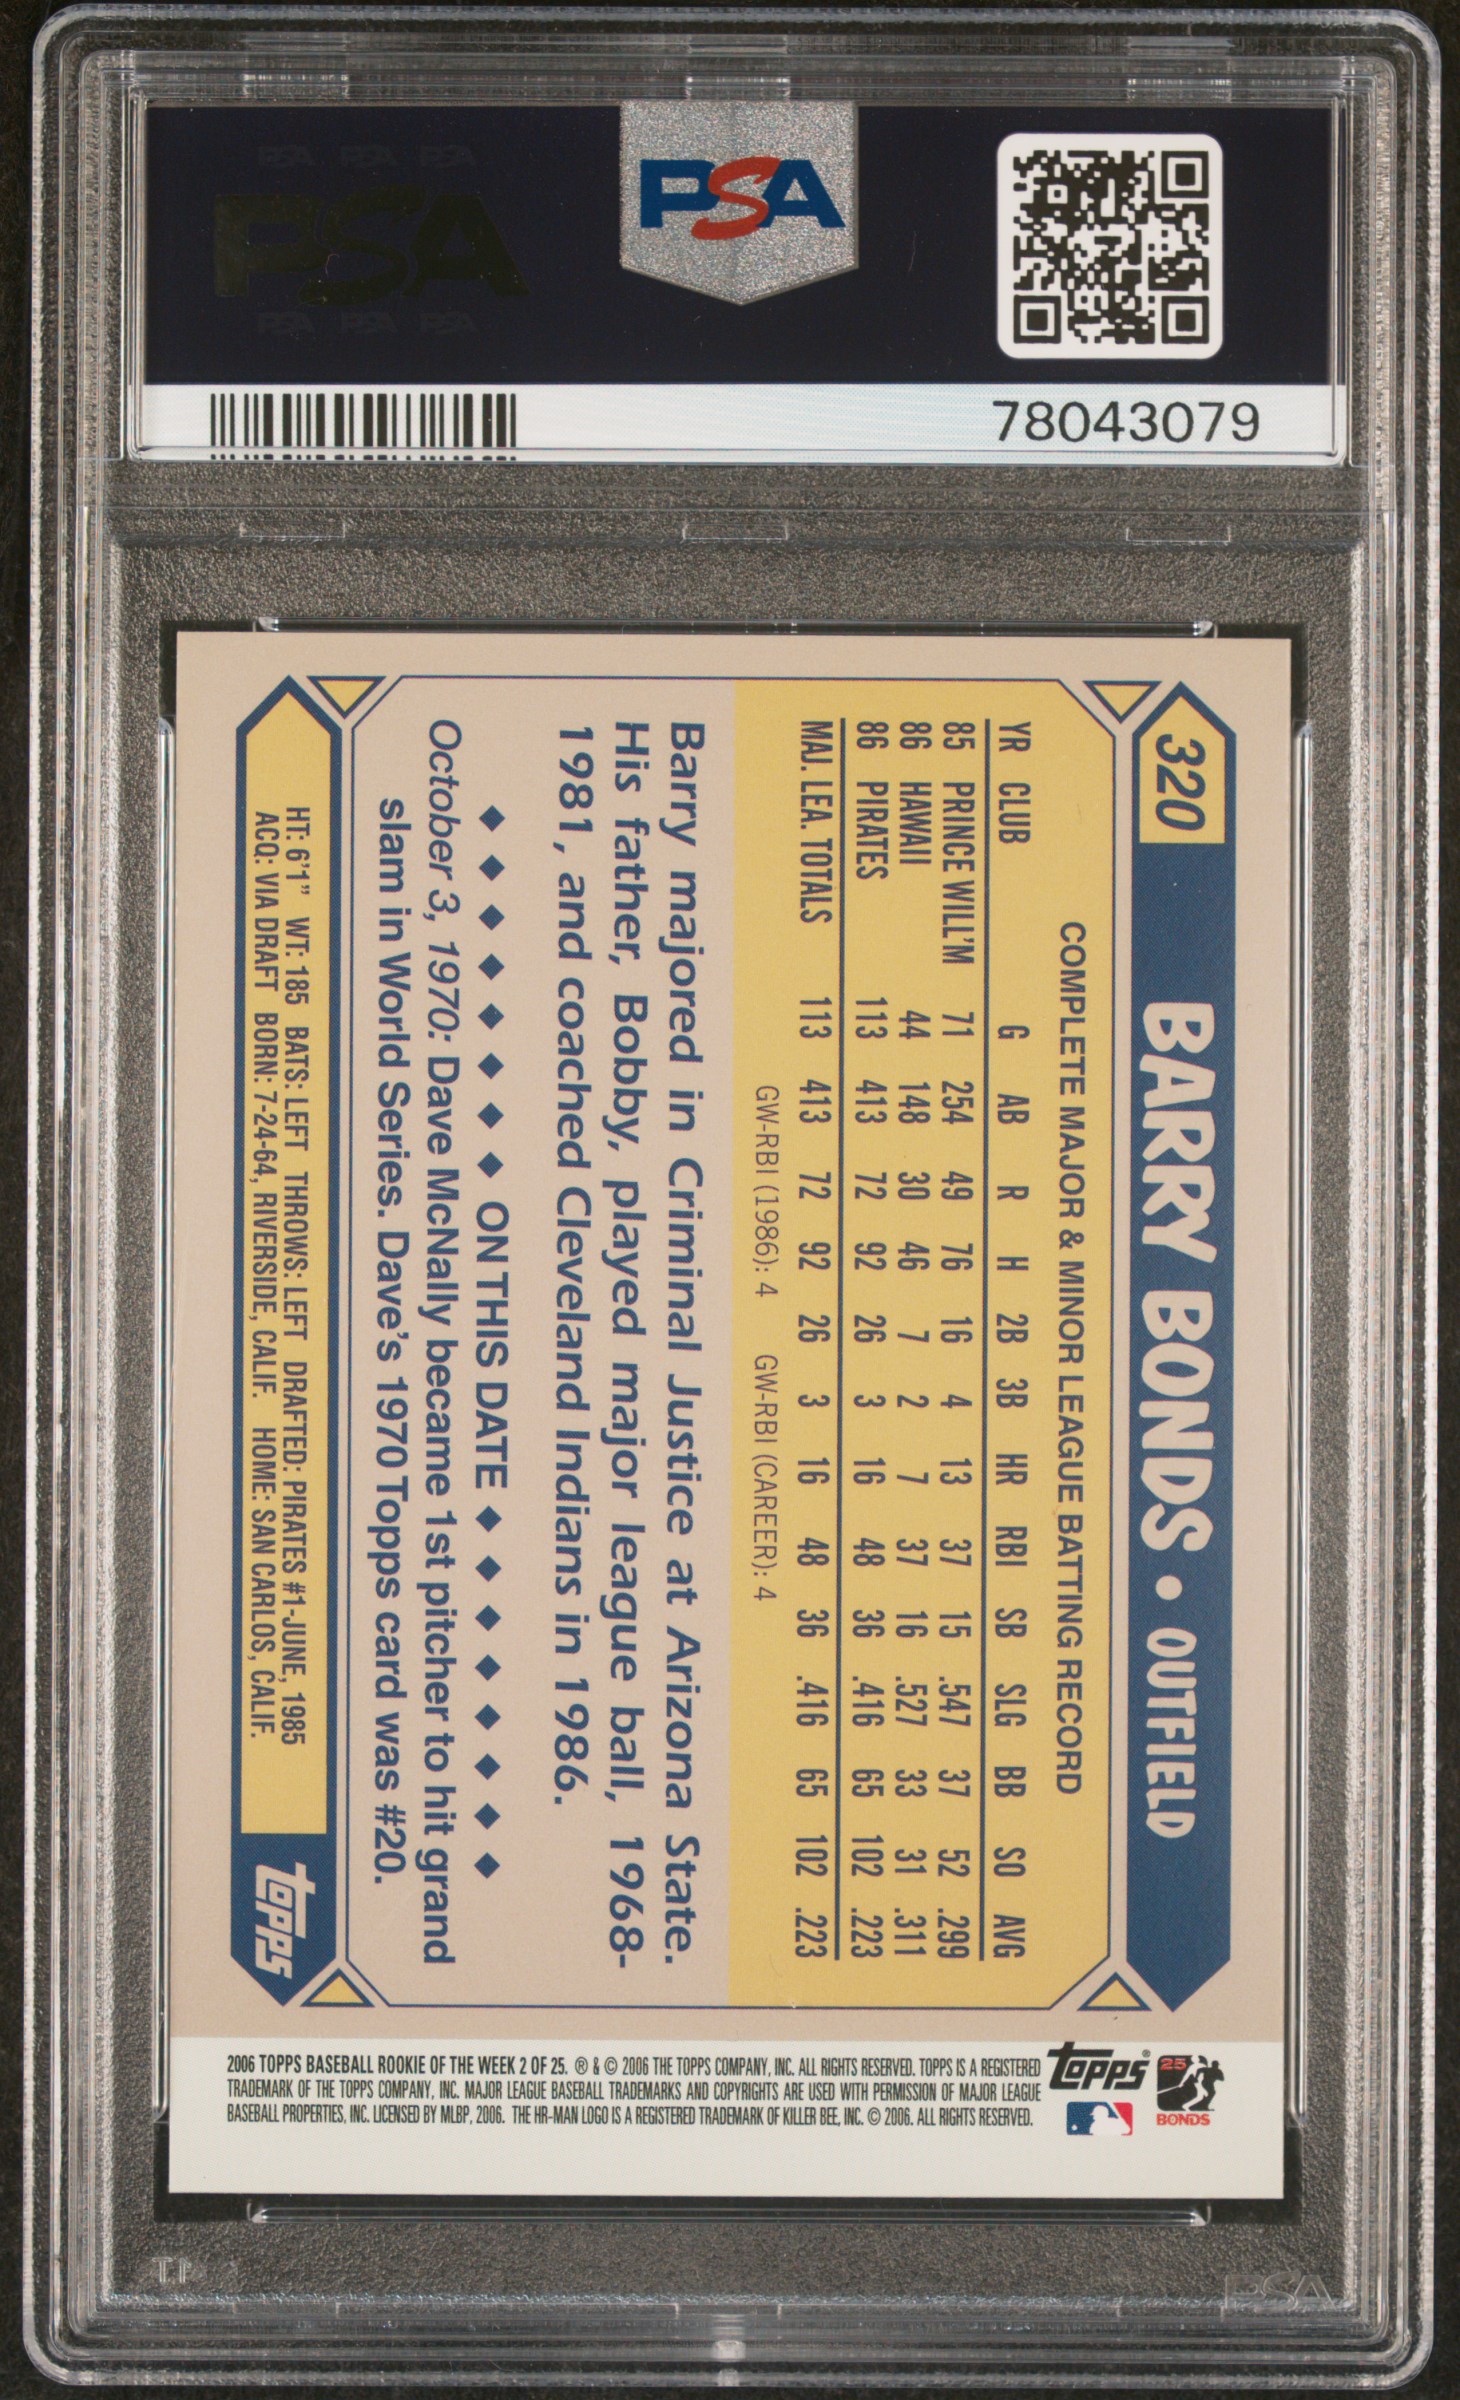 PSA PSA PSA
PSA
PSA PSA PSA
PSA
78043079
320
BARRY BONDS • OUTFIELD
COMPLETE MAJOR & MINOR LEAGUE BATTING RECORD
YR CLUB G AB R H 2B 3B HR RBI SB SLG BB SO AVG
85 PRINCE WILL'M 71 254 49 76 16 4 13 37 15 .547 37 52 .299
86 HAWAII 44 148 30 46 7 2 7 37 16 .527 33 31 .311
86 PIRATES 113 413 72 92 26 3 16 48 36 .416 65 102 .223
MAJ. LEA. TOTALS 113 413 72 92 26 3 16 48 36 .416 65 102 .223
GW-RBI (1986): 4 GW-RBI (CAREER): 4
Barry majored in Criminal Justice at Arizona State.
His father, Bobby, played major league ball, 1968-
1981, and coached Cleveland Indians in 1986.
◆ ◆ ◆ ◆ ◆ ◆ ◆ ◆ ON THIS DATE ◆ ◆ ◆ ◆ ◆ ◆ ◆ ◆
October 3, 1970: Dave McNally became 1st pitcher to hit grand
slam in World Series. Dave's 1970 Topps card was #20.
HT: 6'1" WT: 185 BATS: LEFT THROWS: LEFT DRAFTED: PIRATES #1-JUNE, 1985
ACQ: VIA DRAFT BORN: 7-24-64, RIVERSIDE, CALIF. HOME: SAN CARLOS, CALIF.
topps
2006 TOPPS BASEBALL ROOKIE OF THE WEEK 2 OF 25. ® & © 2006 THE TOPPS COMPANY, INC. ALL RIGHTS RESERVED. TOPPS IS A REGISTERED
TRADEMARK OF THE TOPPS COMPANY, INC. MAJOR LEAGUE BASEBALL TRADEMARKS AND COPYRIGHTS ARE USED WITH PERMISSION OF MAJOR LEAGUE
BASEBALL PROPERTIES, INC. LICENSED BY MLBP, 2006. THE HR-MAN LOGO IS A REGISTERED TRADEMARK OF KILLER BEE, INC. © 2006. ALL RIGHTS RESERVED.
topps®
25
BONDS
PSA